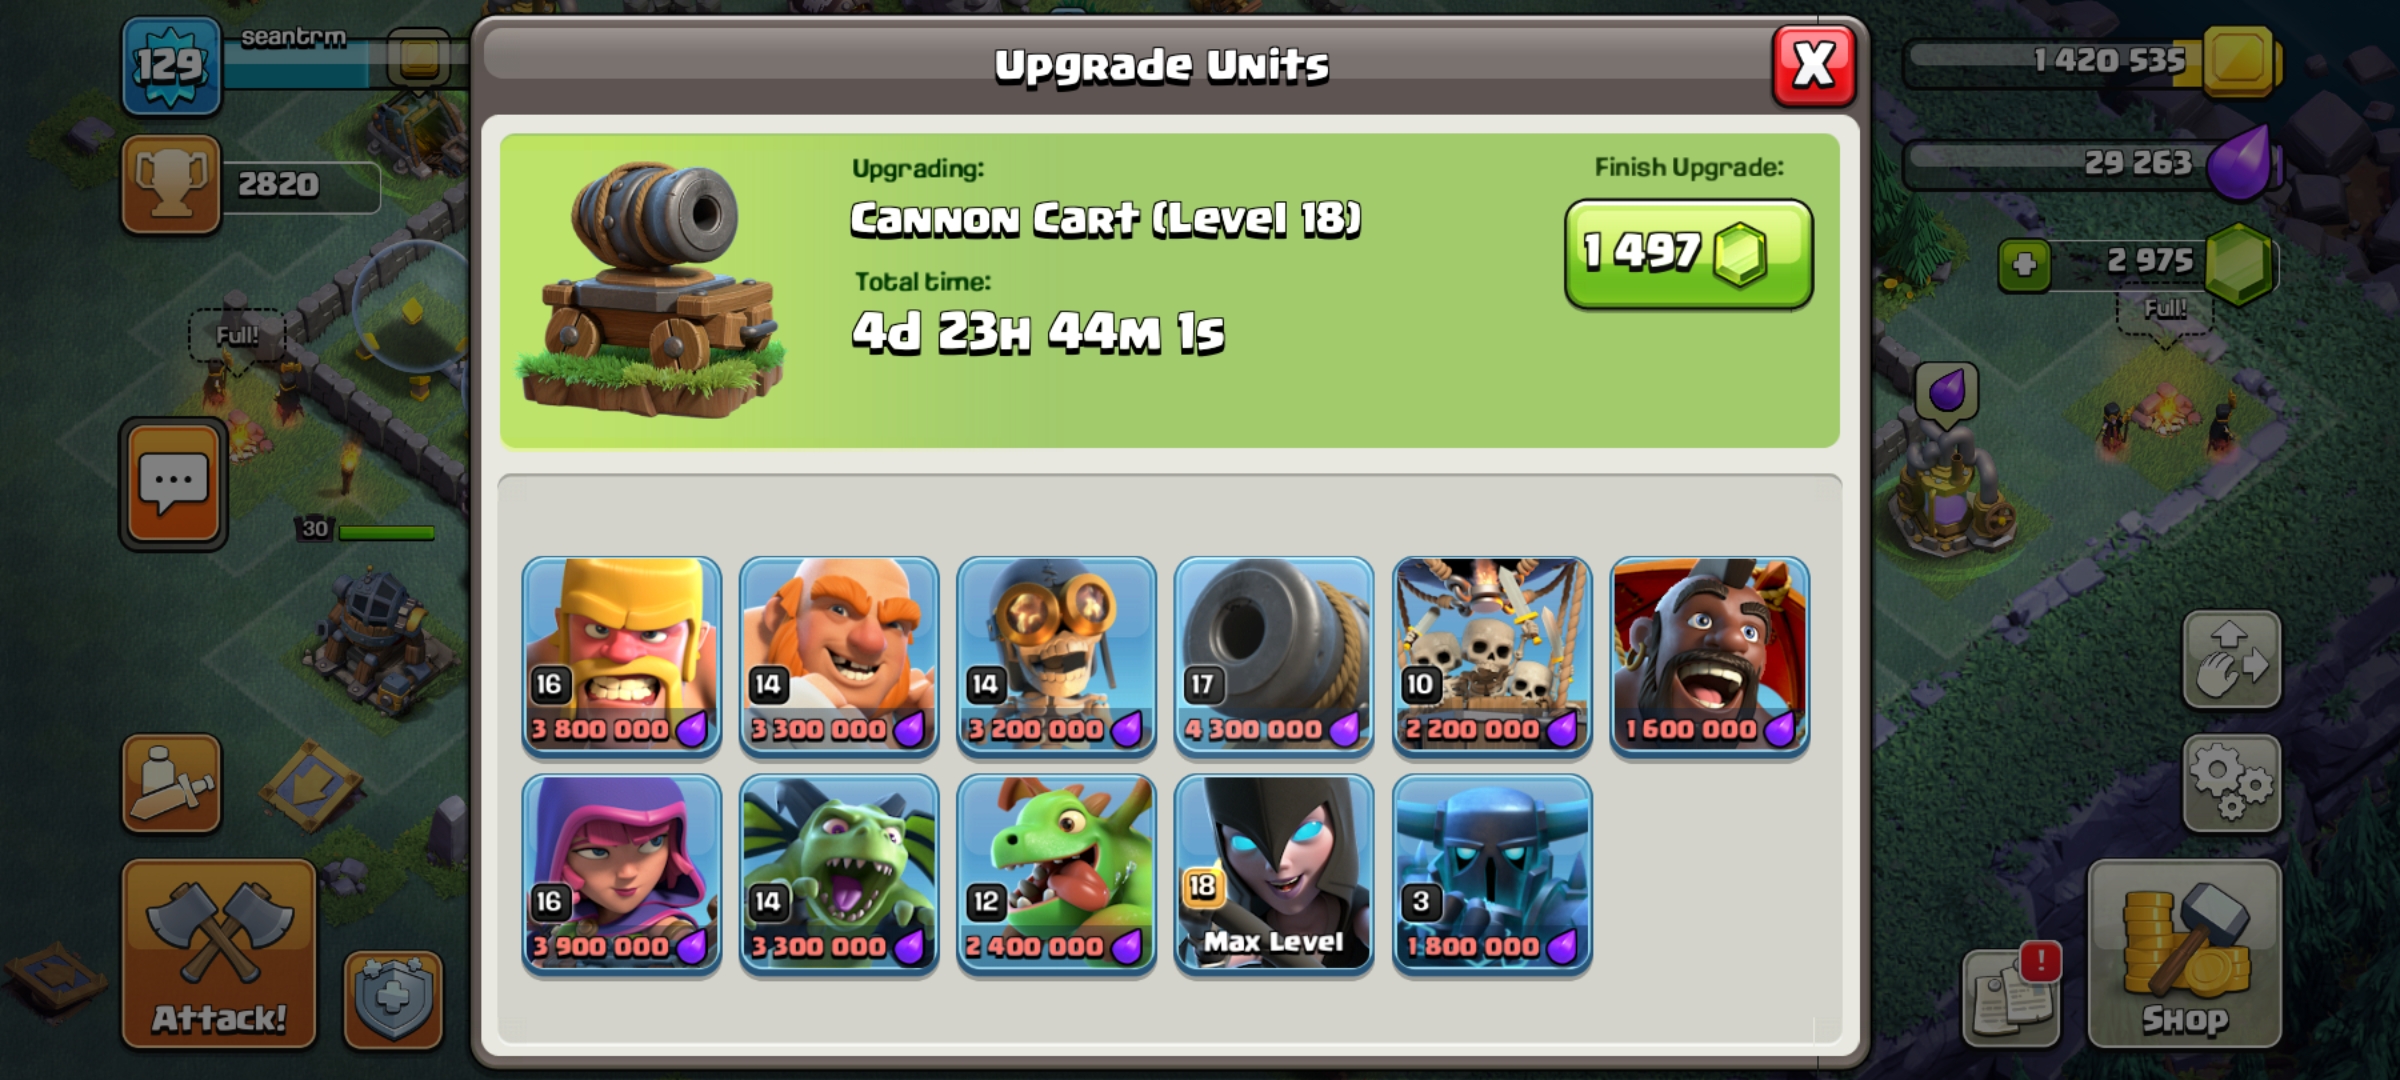 129
seantrm
2820
Full!
30
Attack!
Upgrade Units
X
Upgrading:
Cannon Cart (Level 18)
Total time:
4d 23H 44M 1s
Finish Upgrade:
1 497
16
3 800 000
14
3 300 000
14
3 200 000
17
4 300 000
10
2 200 000
1 600 000
16
3 900 000
14
3 300 000
12
2 400 000
18
Max Level
3
1 800 000
1 420 535
29 263
2 975
Full!
!
Shop